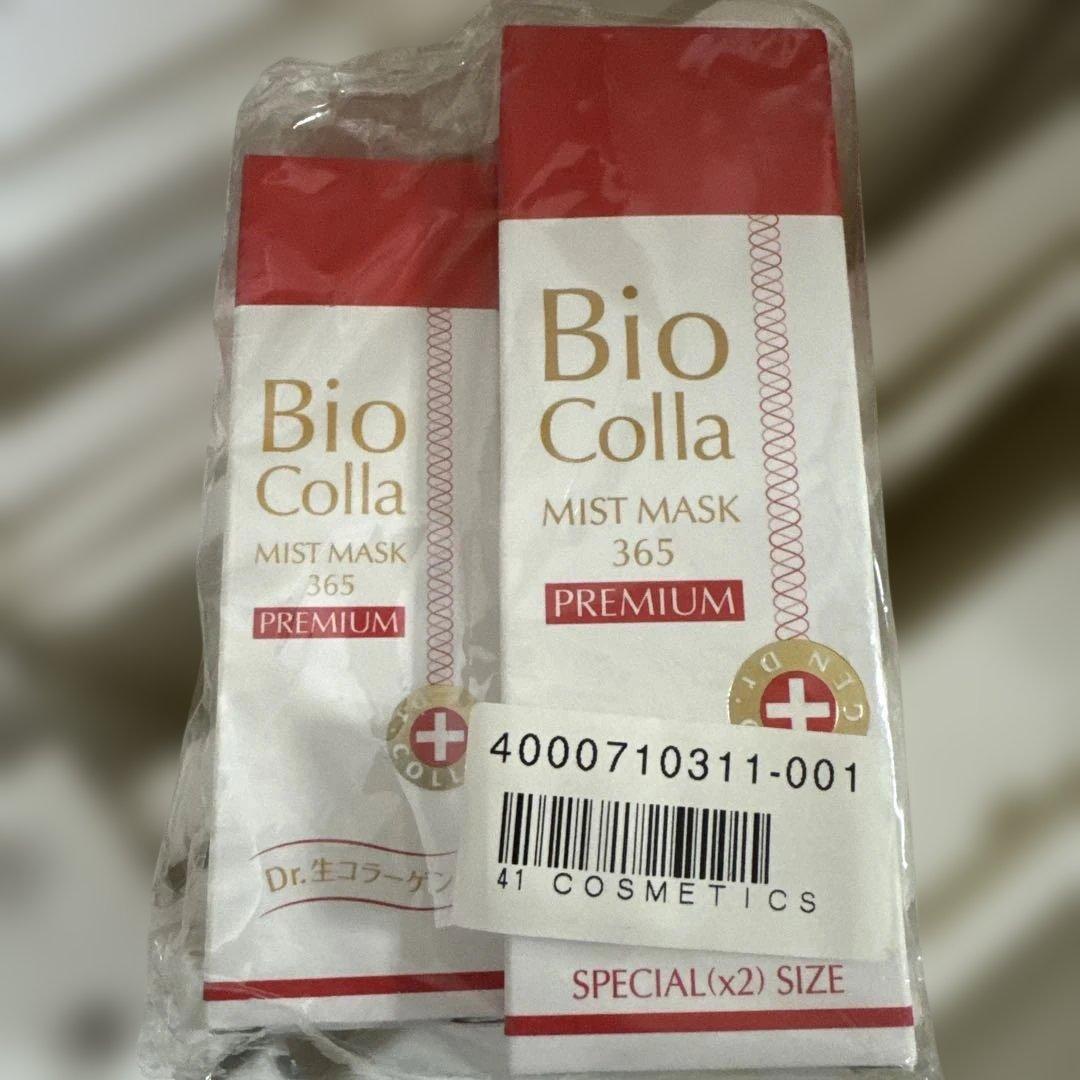 Bio
Colla
MIST MASK
365
PREMIUM
Dr.生コラーゲン
Bio
Colla
MIST MASK
365
PREMIUM
4000710311-001
41 COSMETICS
SPECIAL(x2) SIZE